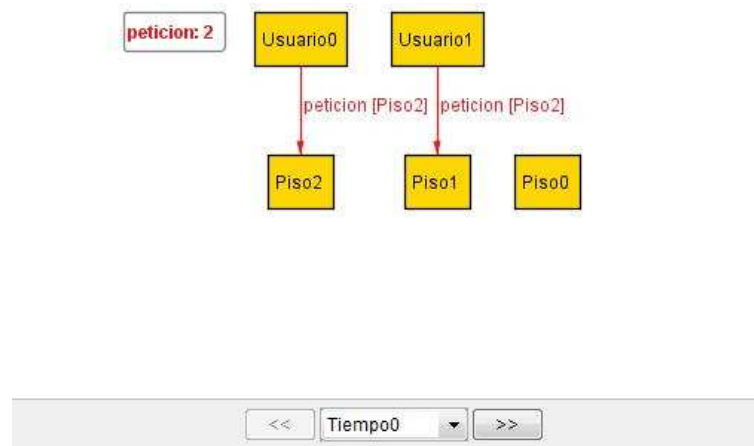 peticion: 2
Usuario0
Usuario1
peticion [Piso2]
peticion [Piso2]
Piso2
Piso1
Piso0
<<
Tiempo0
>>